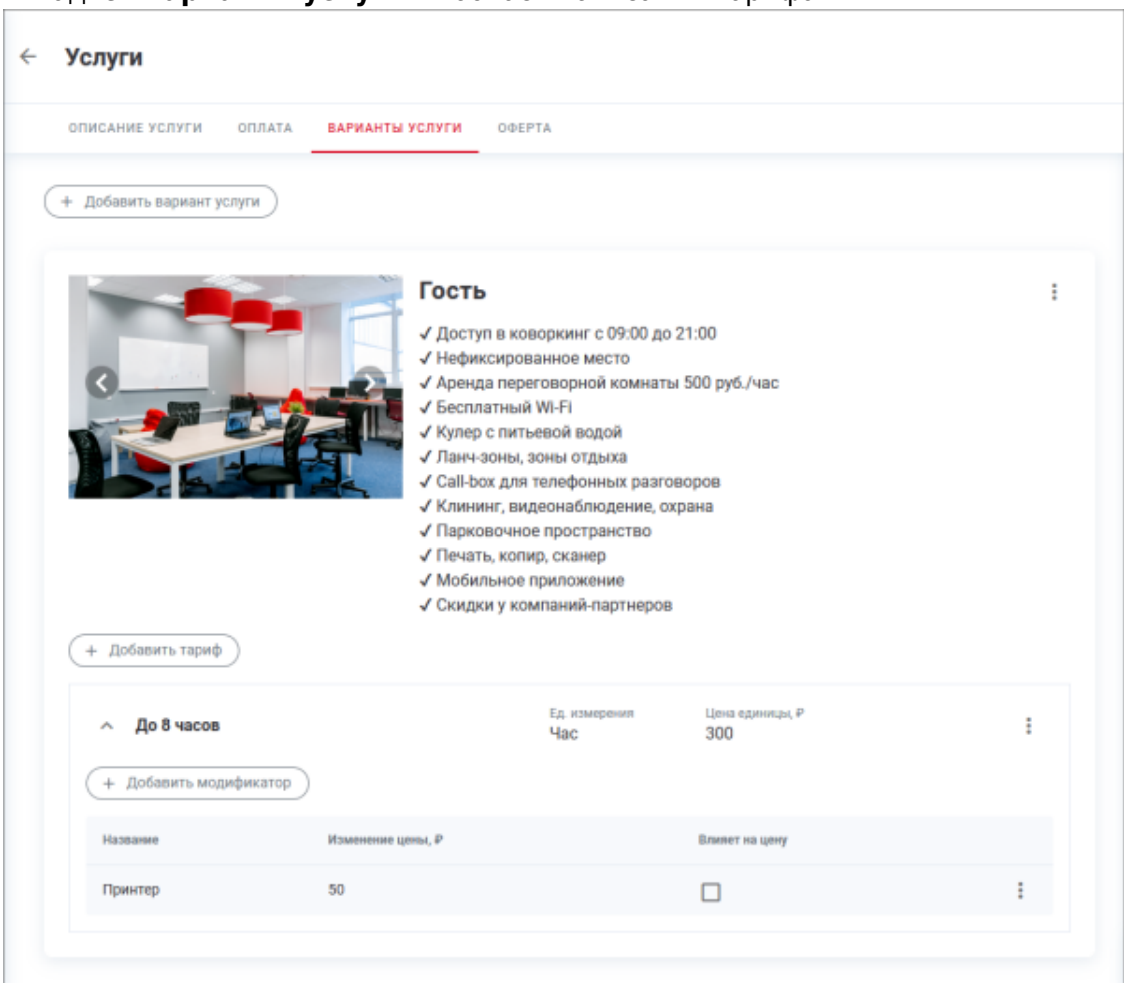 Услуги
ОПИСАНИЕ УСЛУГИ ОПЛАТА ВАРИАНТЫ УСЛУГИ ОФЕРТА
+ Добавить вариант услуги
Гость
✓ Доступ в коворкинг с 09:00 до 21:00
✓ Нефиксированное место
✓ Аренда переговорной комнаты 500 руб./час
✓ Бесплатный Wi-Fi
✓ Кулер с питьевой водой
✓ Ланч-зоны, зоны отдыха
✓ Call-box для телефонных разговоров
✓ Клининг, видеонаблюдение, охрана
✓ Парковочное пространство
✓ Печать, копир, сканер
✓ Мобильное приложение
✓ Скидки у компаний-партнеров
+ Добавить тариф
До 8 часов
Ед. измерения
Час
Цена единицы, ₽
300
+ Добавить модификатор
Название Изменение цены, ₽ Влияет на цену
Принтер 50